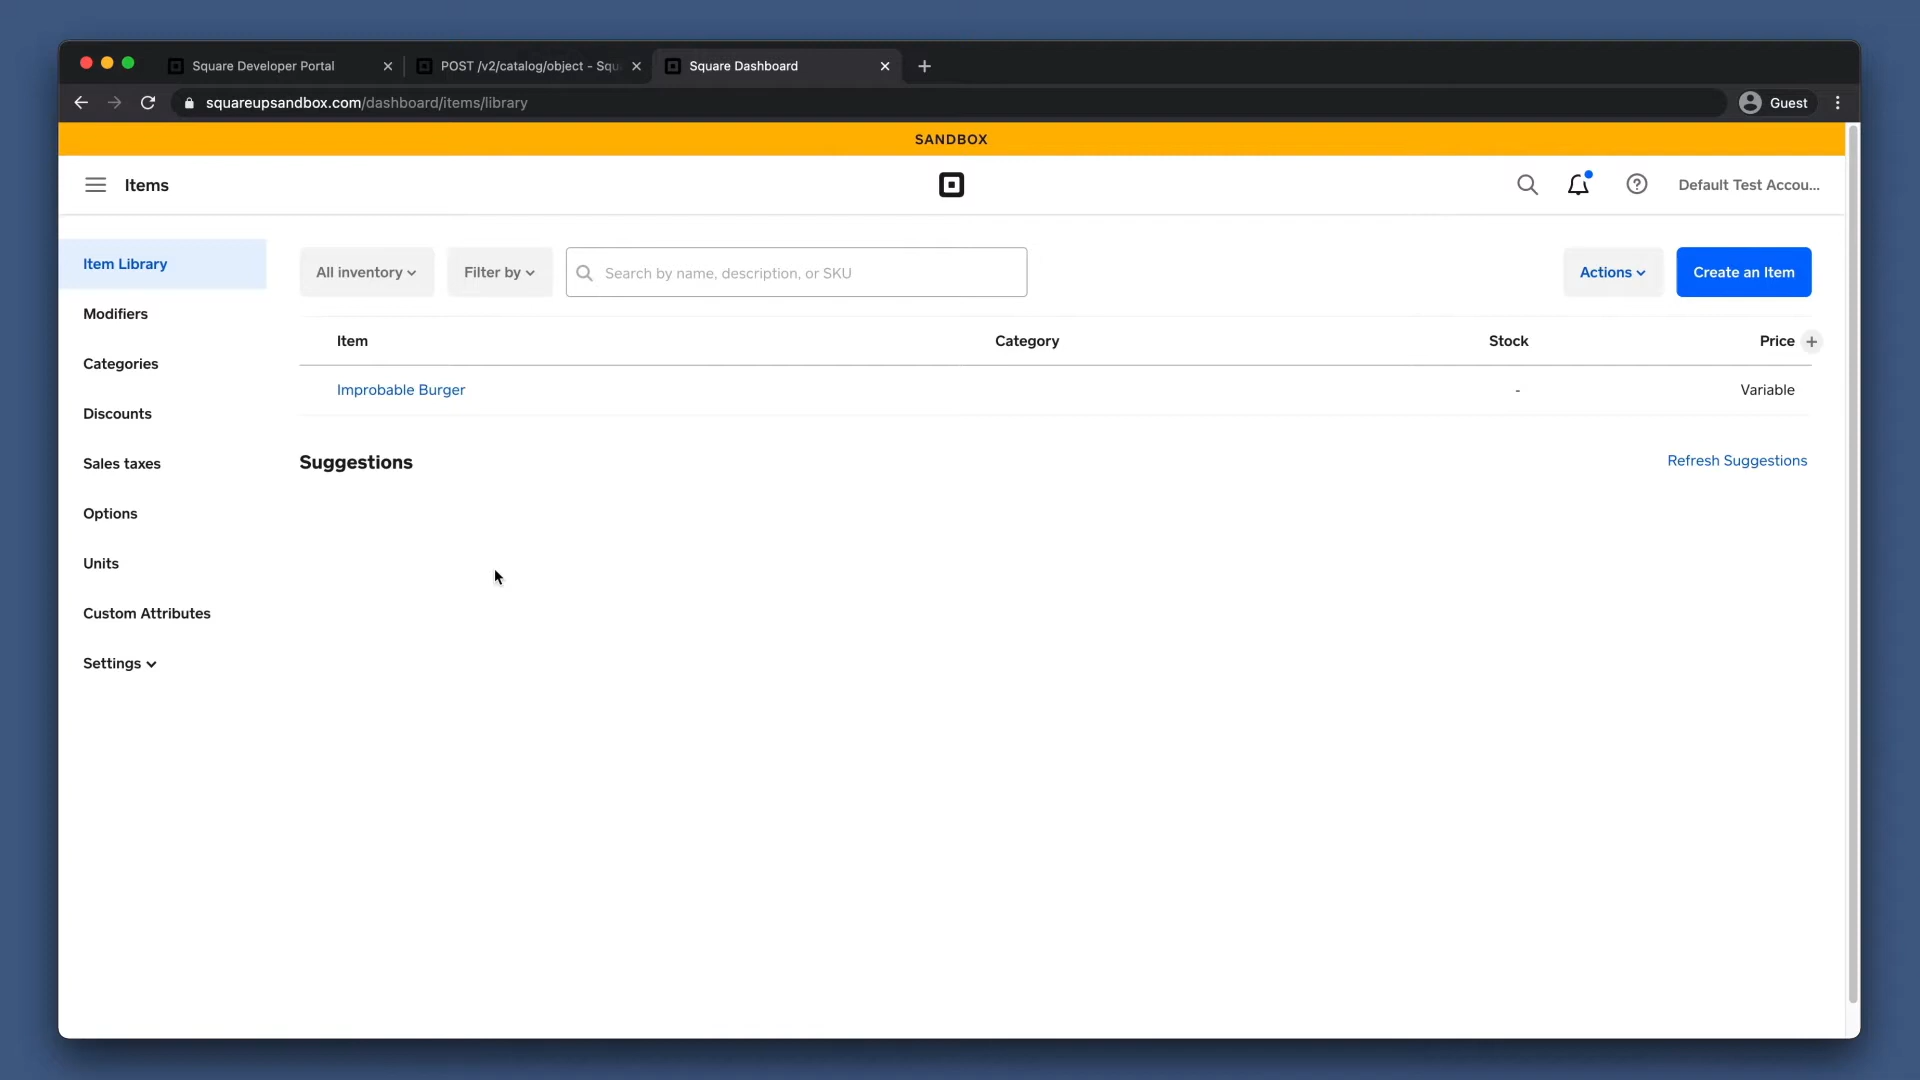 Square Developer Portal
POST /v2/catalog/object - Squ
Square Dashboard
squareupsandbox.com/dashboard/items/library
Guest
SANDBOX
Items
Default Test Accou...
Item Library
Modifiers
Categories
Discounts
Sales taxes
Options
Units
Custom Attributes
Settings
All inventory
Filter by
Search by name, description, or SKU
Actions
Create an Item
Item Category Stock Price
Improbable Burger - Variable
Suggestions
Refresh Suggestions